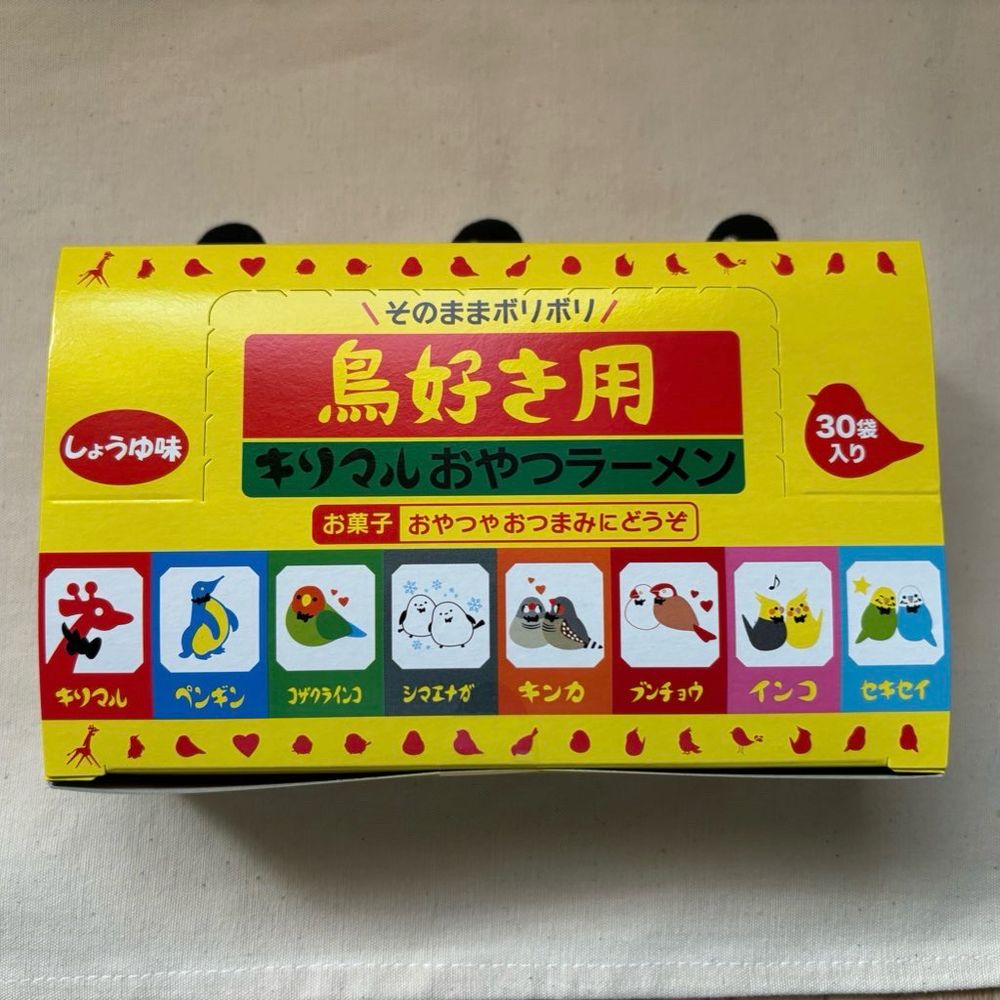 そのままボリボリ
鳥好き用
しょうゆ味
30袋
入り
キリマルおやつラーメン
お菓子 おやつやおつまみにどうぞ
キリマル ペンギン コザクラインコ シマエナガ キンカ ブンチョウ インコ セキセイ